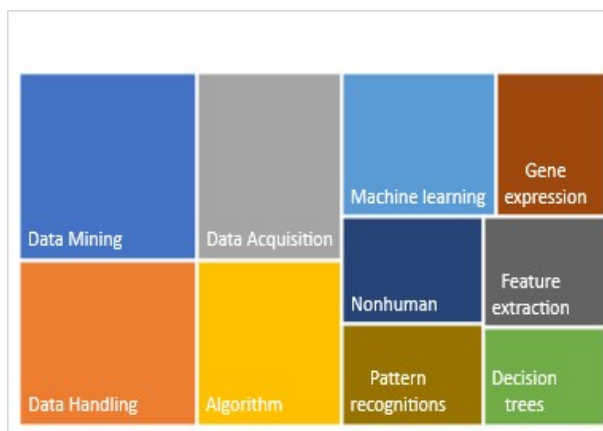 Data Mining
Data Acquisition
Machine learning
Gene
expression
Nonhuman
Feature
extraction
Data Handling
Algorithm
Pattern
recognitions
Decision
trees